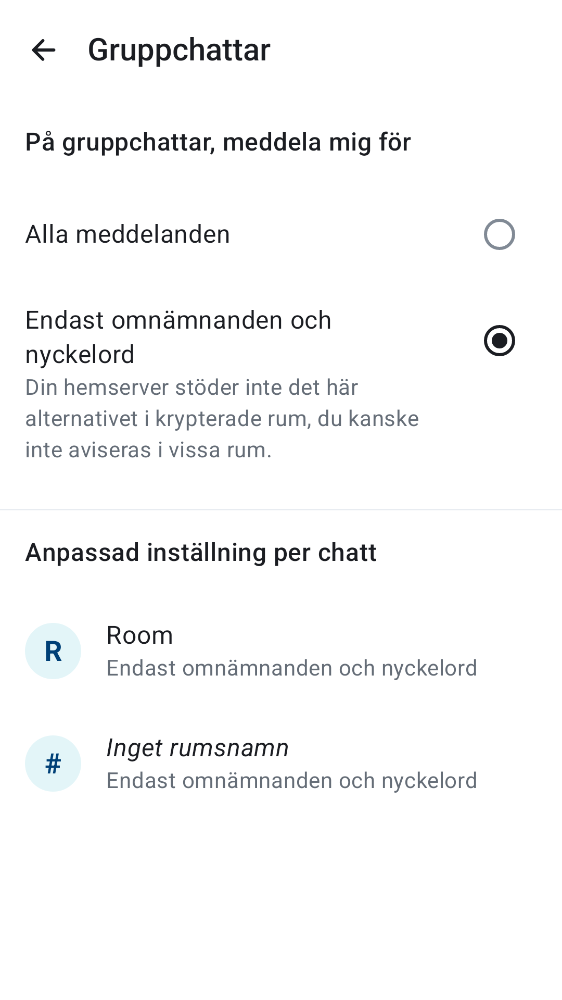 Gruppchattar
På gruppchattar, meddela mig för
Alla meddelanden
Endast omnämnanden och
nyckelord
Din hemserver stöder inte det här
alternativet i krypterade rum, du kanske
inte aviseras i vissa rum.
Anpassad inställning per chatt
R
Room
Endast omnämnanden och nyckelord
#
Inget rumsnamn
Endast omnämnanden och nyckelord